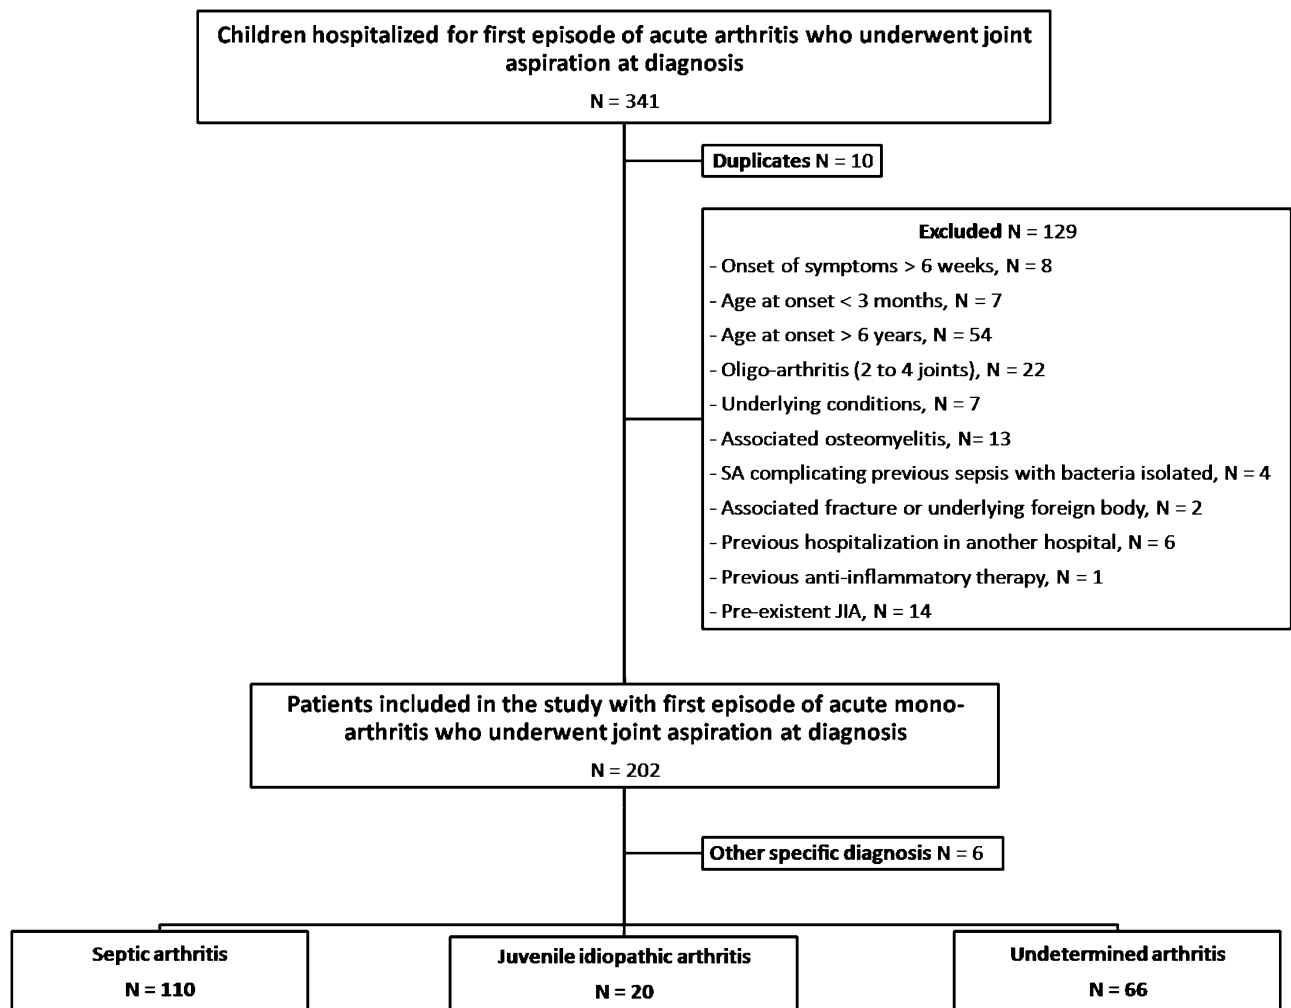 Children hospitalized for first episode of acute arthritis who underwent joint
aspiration at diagnosis
N = 341
Duplicates N = 10
Excluded N = 129
- Onset of symptoms > 6 weeks, N = 8
- Age at onset < 3 months, N = 7
- Age at onset > 6 years, N = 54
- Oligo-arthritis (2 to 4 joints), N = 22
- Underlying conditions, N = 7
- Associated osteomyelitis, N= 13
- SA complicating previous sepsis with bacteria isolated, N = 4
- Associated fracture or underlying foreign body, N = 2
- Previous hospitalization in another hospital, N = 6
- Previous anti-inflammatory therapy, N = 1
- Pre-existent JIA, N = 14
Patients included in the study with first episode of acute mono-
arthritis who underwent joint aspiration at diagnosis
N = 202
Other specific diagnosis N = 6
Septic arthritis
N = 110
Juvenile idiopathic arthritis
N = 20
Undetermined arthritis
N = 66